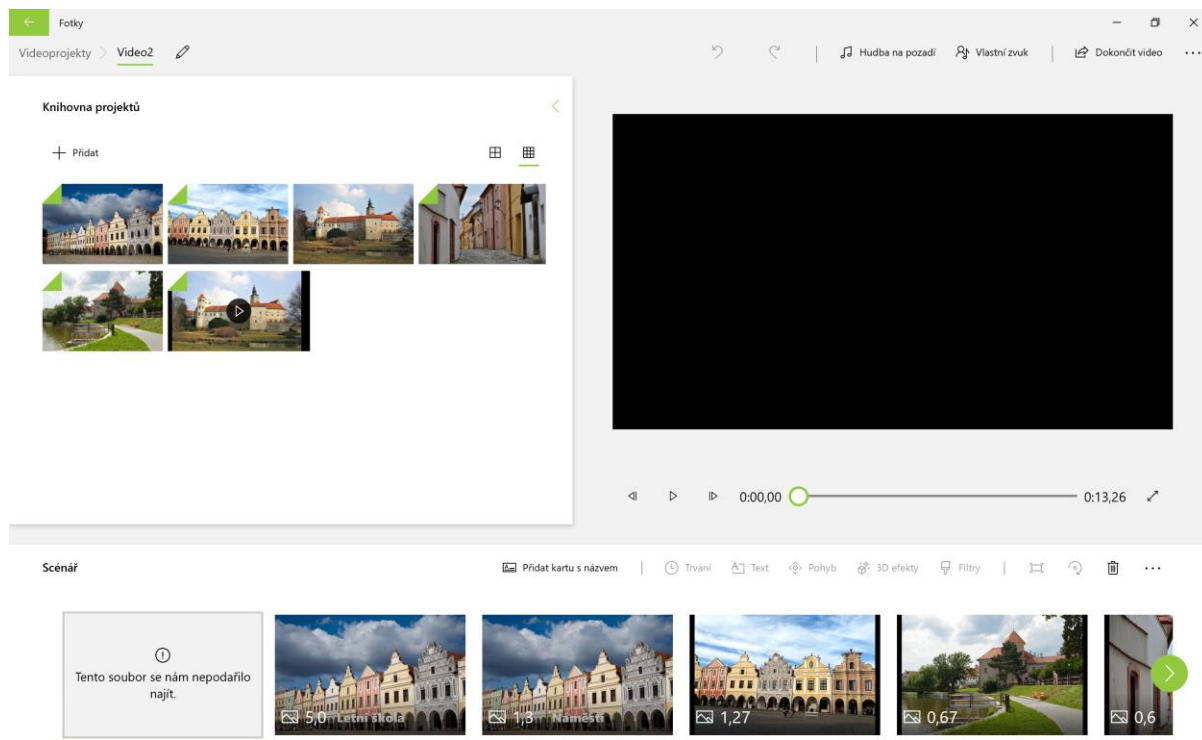 Fotky
Videoprojekty
Video2
Hudba na pozadí
Vlastní zvuk
Dokončit video
Knihovna projektů
Přidat
0:00,00
0:13,26
Scénář
Přidat kartu s názvem
Trvání
Text
Pohyb
3D efekty
Filtry
Tento soubor se nám nepodařilo
najít.
5,0
Letní škola
1,3
Náměstí
1,27
0,67
0,6